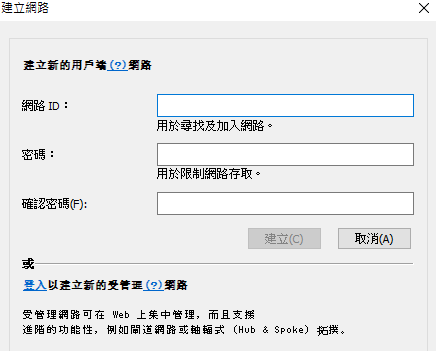 建立網路
建立新的用戶端(?)網路
網路 ID：
用於尋找及加入網路。
密碼：
用於限制網路存取。
確認密碼(F):
建立(C) 取消(A)
或
登入以建立新的受管理(?)網路
受管理網路可在 Web 上集中管理，而且支援
進階的功能性，例如閘道網路或軸輻式 (Hub & Spoke) 拓撲。